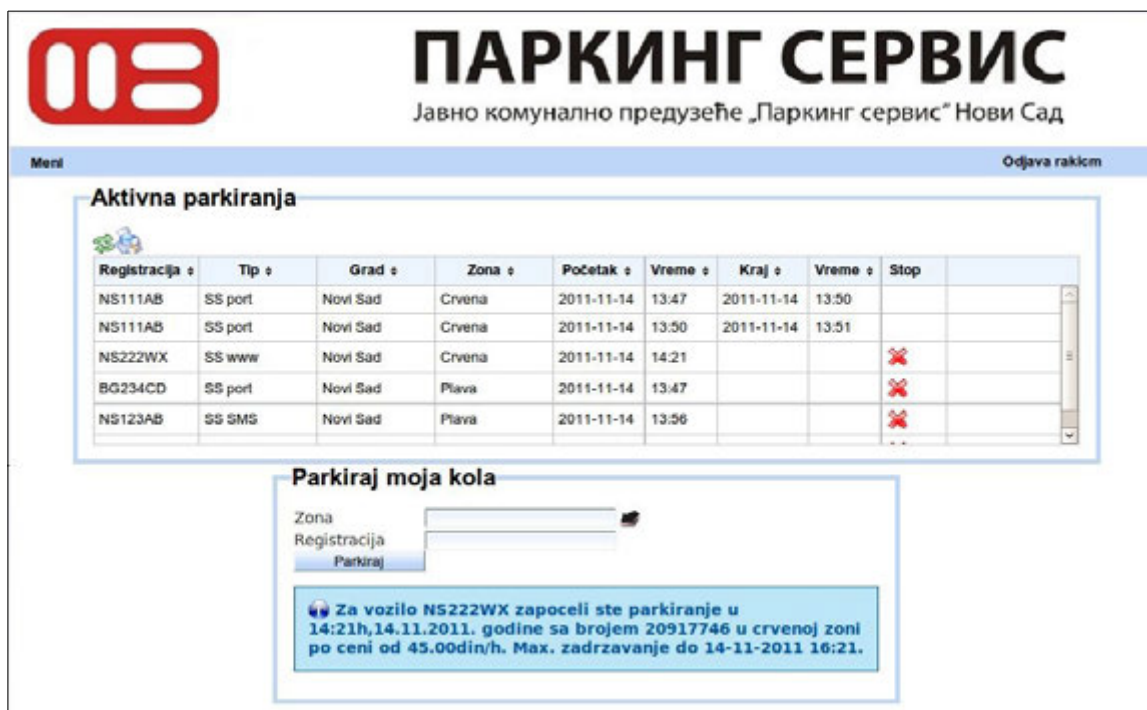 ПАРКИНГ СЕРВИС
Јавно комунално предузеће „Паркинг сервис“ Нови Сад
Meni Odjava rakicm
Aktivna parkiranja
Registracija Tip Grad Zona Početak Vreme Kraj Vreme Stop
NS111AB SS port Novi Sad Crvena 2011-11-14 13:47 2011-11-14 13:50
NS111AB SS port Novi Sad Crvena 2011-11-14 13:50 2011-11-14 13:51
NS222WX SS www Novi Sad Crvena 2011-11-14 14:21
BG234CD SS port Novi Sad Plava 2011-11-14 13:47
NS123AB SS SMS Novi Sad Plava 2011-11-14 13:56
Parkiraj moja kola
Zona
Registracija
Parkiraj
Za vozilo NS222WX zapoceli ste parkiranje u
14:21h,14.11.2011. godine sa brojem 20917746 u crvenoj zoni
po ceni od 45.00din/h. Max. zadrzavanje do 14-11-2011 16:21.